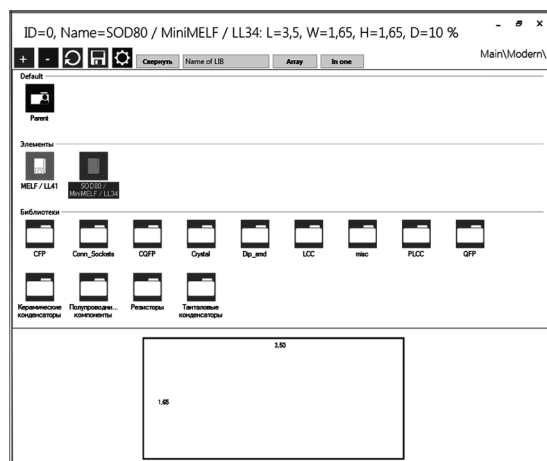 ID=0, Name=SOD80 / MiniMELF / LL34: L=3,5, W=1,65, H=1,65, D=10 %
+ - Свернуть Name of LIB Array In one Main\Modern\
Default
Parent
Элементы
MELF / LL41 SOD80 / MiniMELF / LL34
Библиотеки
CFP Conn_Sockets CQFP Crystal Dip_smd LCC misc PLCC QFP
Керамические конденсаторы Полупроводни... компоненты Резисторы Танталовые конденсаторы
3,50
1,65